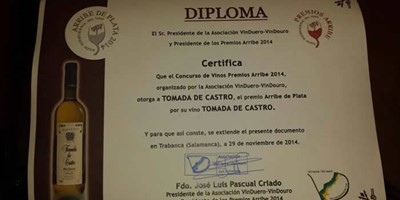 DIPLOMA
ARRIBE DE PLATA
2014
PREMIOS ARRIBE
El Sr. Presidente de la Asociación VinDuero-VinDouro
y Presidente de los Premios Arribe 2014
Certifica
Que el Concurso de Vinos Premios Arribe 2014,
organizado por la Asociación VinDuero-VinDouro,
otorga a TOMADA DE CASTRO, el premio Arribe de Plata
por su vino TOMADA DE CASTRO.
Y para que así conste, se extiende el presente documento
en Trabanca (Salamanca), a 29 de noviembre de 2014.
Tomada
do
Castro
Fdo. José Luis Pascual Criado
Presidente de la Asociación VinDuero-VinDouro
Presidente de los Premios Arribe 2014